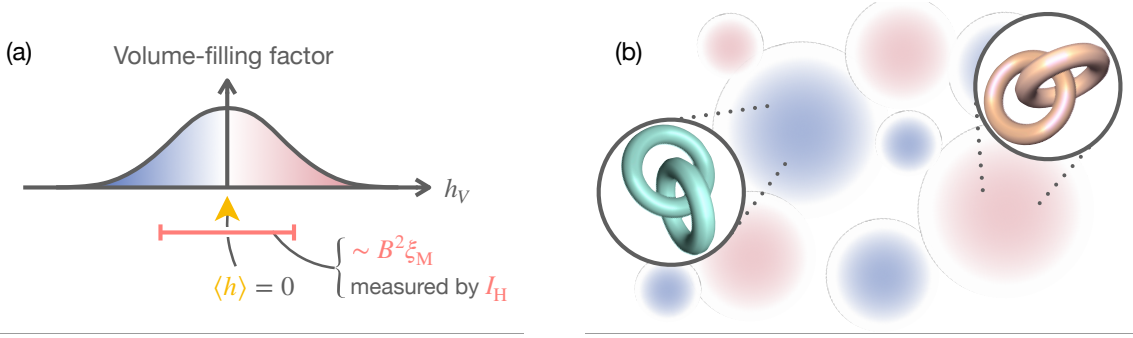 (a)
Volume-filling factor
h_V
⟨h⟩ = 0
∼ B²ξ_M
measured by I_H
(b)